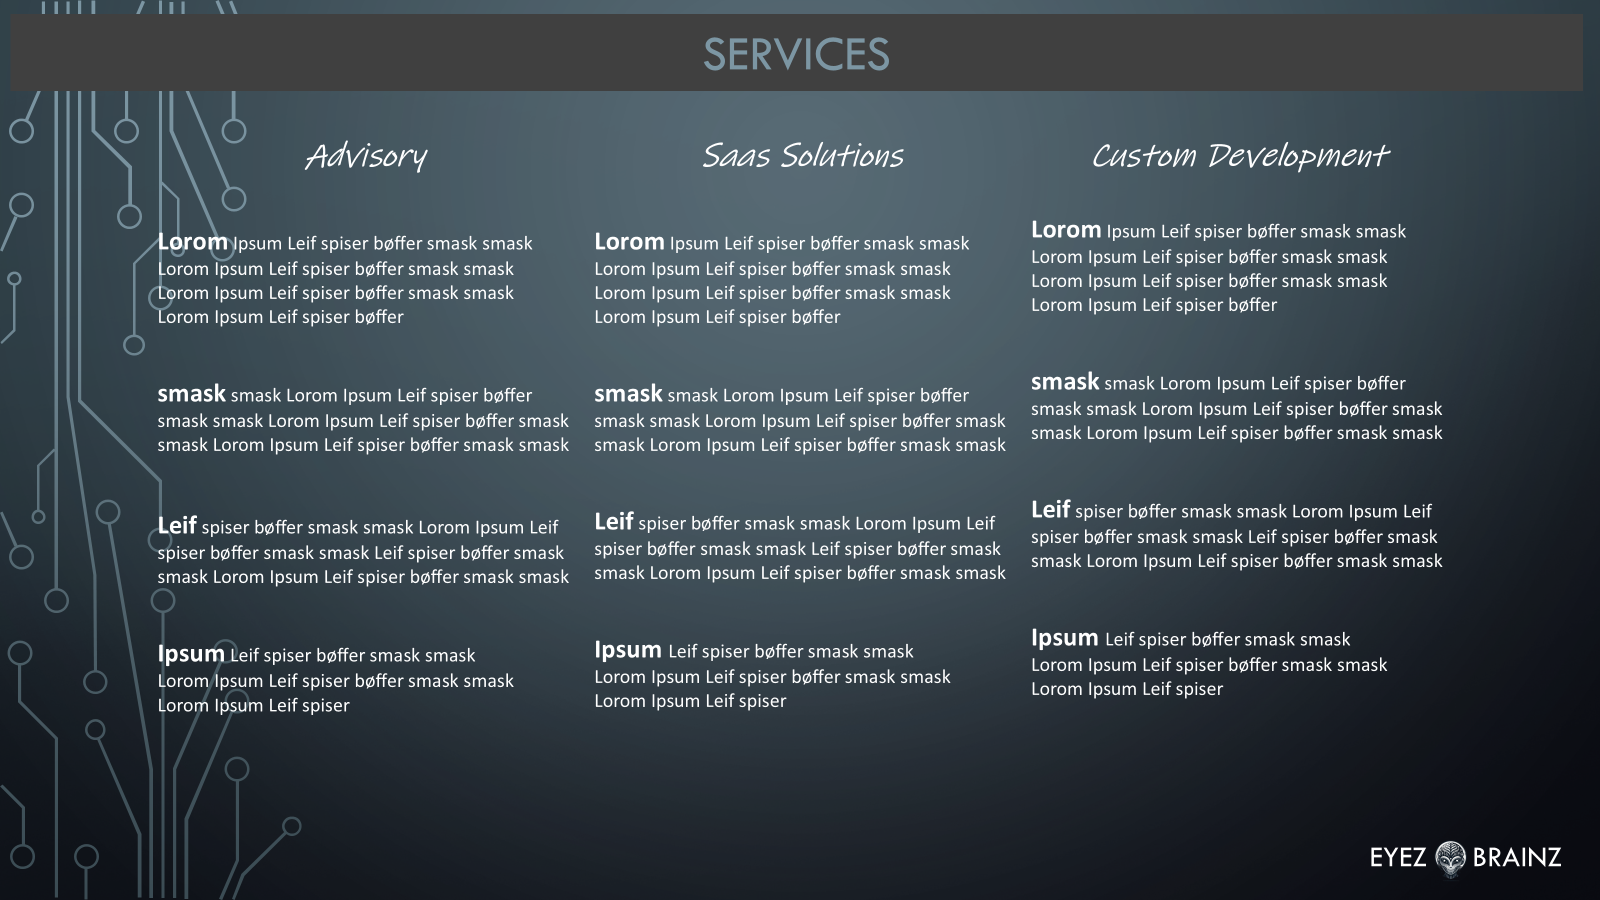 SERVICES
Advisory
Lorom Ipsum Leif spiser bøffer smask smask
Lorom Ipsum Leif spiser bøffer smask smask
Lorom Ipsum Leif spiser bøffer smask smask
Lorom Ipsum Leif spiser bøffer
smask smask Lorom Ipsum Leif spiser bøffer
smask smask Lorom Ipsum Leif spiser bøffer smask
smask Lorom Ipsum Leif spiser bøffer smask smask
Leif spiser bøffer smask smask Lorom Ipsum Leif
spiser bøffer smask smask Leif spiser bøffer smask
smask Lorom Ipsum Leif spiser bøffer smask smask
Ipsum Leif spiser bøffer smask smask
Lorom Ipsum Leif spiser bøffer smask smask
Lorom Ipsum Leif spiser
Saas Solutions
Lorom Ipsum Leif spiser bøffer smask smask
Lorom Ipsum Leif spiser bøffer smask smask
Lorom Ipsum Leif spiser bøffer smask smask
Lorom Ipsum Leif spiser bøffer
smask smask Lorom Ipsum Leif spiser bøffer
smask smask Lorom Ipsum Leif spiser bøffer smask
smask Lorom Ipsum Leif spiser bøffer smask smask
Leif spiser bøffer smask smask Lorom Ipsum Leif
spiser bøffer smask smask Leif spiser bøffer smask
smask Lorom Ipsum Leif spiser bøffer smask smask
Ipsum Leif spiser bøffer smask smask
Lorom Ipsum Leif spiser bøffer smask smask
Lorom Ipsum Leif spiser
Custom Development
Lorom Ipsum Leif spiser bøffer smask smask
Lorom Ipsum Leif spiser bøffer smask smask
Lorom Ipsum Leif spiser bøffer smask smask
Lorom Ipsum Leif spiser bøffer
smask smask Lorom Ipsum Leif spiser bøffer
smask smask Lorom Ipsum Leif spiser bøffer smask
smask Lorom Ipsum Leif spiser bøffer smask smask
Leif spiser bøffer smask smask Lorom Ipsum Leif
spiser bøffer smask smask Leif spiser bøffer smask
smask Lorom Ipsum Leif spiser bøffer smask smask
Ipsum Leif spiser bøffer smask smask
Lorom Ipsum Leif spiser bøffer smask smask
Lorom Ipsum Leif spiser
EYEZ BRAINZ